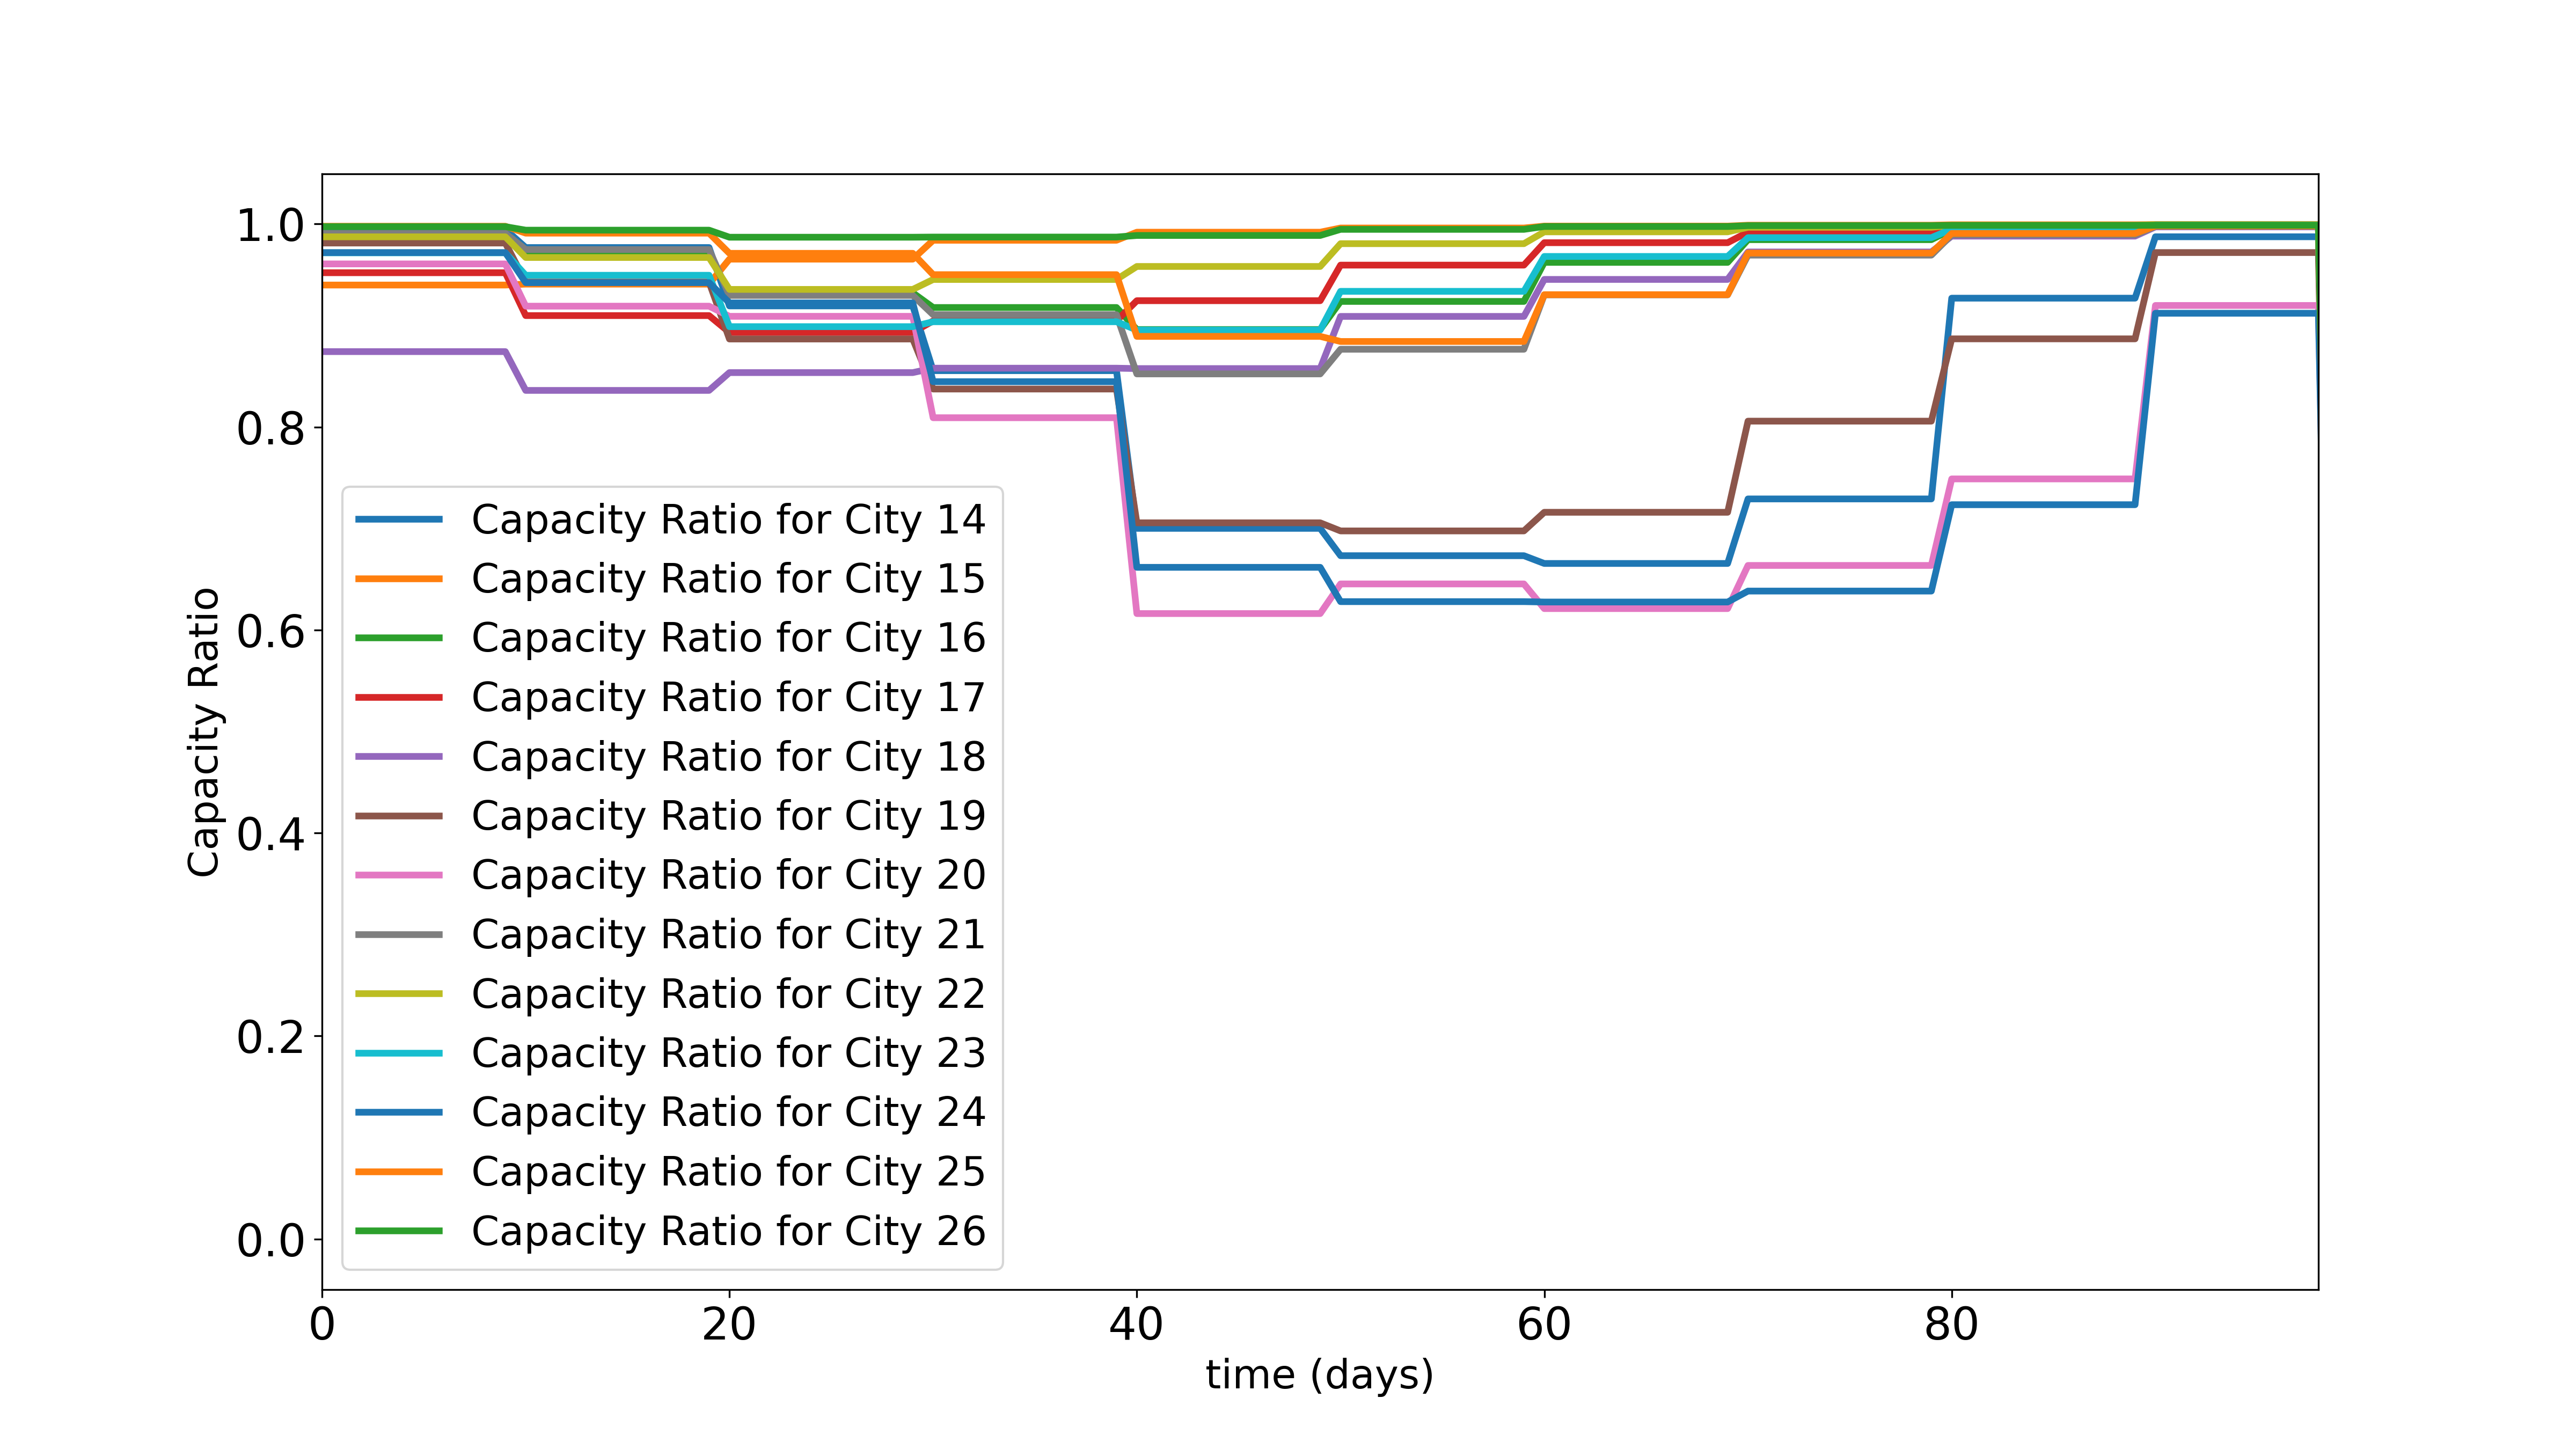 1.0
0.8
0.6
0.4
0.2
0.0
Capacity Ratio
Capacity Ratio for City 14
Capacity Ratio for City 15
Capacity Ratio for City 16
Capacity Ratio for City 17
Capacity Ratio for City 18
Capacity Ratio for City 19
Capacity Ratio for City 20
Capacity Ratio for City 21
Capacity Ratio for City 22
Capacity Ratio for City 23
Capacity Ratio for City 24
Capacity Ratio for City 25
Capacity Ratio for City 26
0 20 40 60 80
time (days)